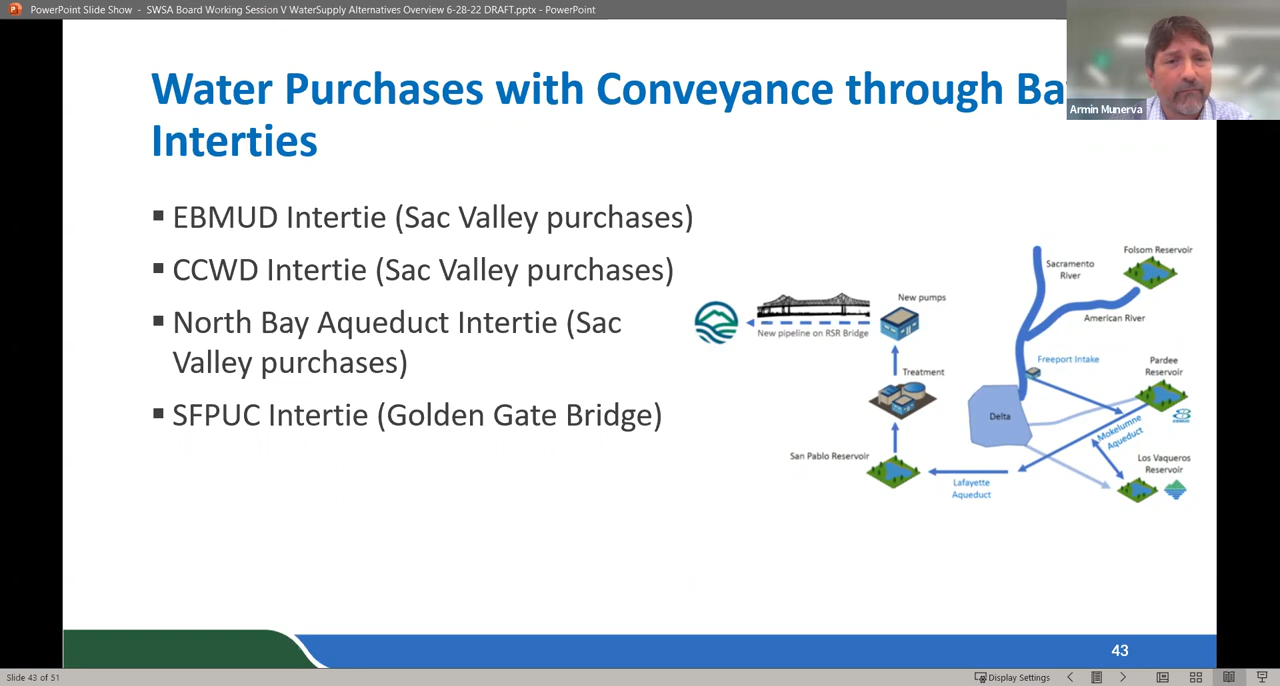 PowerPoint Slide Show - SWSA Board Working Session V WaterSupply Alternatives Overview 6-28-22 DRAFT.pptx - PowerPoint
Water Purchases with Conveyance through Ba
Interties
Armin Munerva
▪ EBMUD Intertie (Sac Valley purchases)
▪ CCWD Intertie (Sac Valley purchases)
▪ North Bay Aqueduct Intertie (Sac
Valley purchases)
▪ SFPUC Intertie (Golden Gate Bridge)
Folsom Reservoir
Sacramento
River
American River
New pumps
New pipeline on RSR Bridge
Freeport Intake
Pardee
Reservoir
Treatment
Delta
Mokelumne
Aqueduct
San Pablo Reservoir
Lafayette
Aqueduct
Los Vaqueros
Reservoir
43
Slide 43 of 51
Display Settings